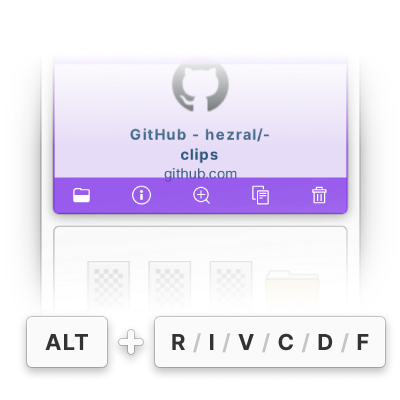 GitHub - hezral/-
clips
github.com
ALT + R / I / V / C / D / F